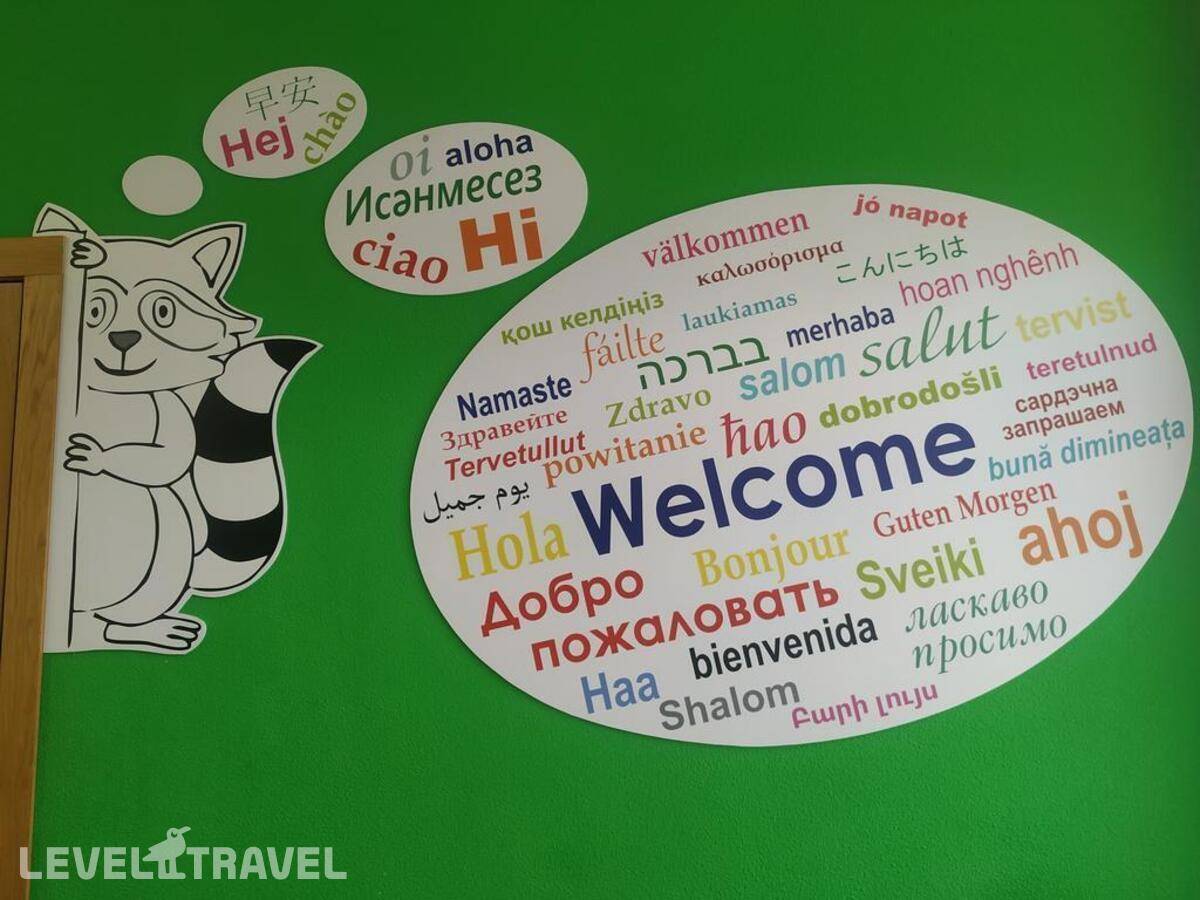 早安
Hej
chào
oi
aloha
Исәнмесез
ciao
Hi
välkommen
jó napot
καλωσόρισμα
こんにちは
қош келдіңіз
laukiamas
hoan nghênh
fáilte
merhaba
salut
tervist
בברכה
salom
Namaste
Zdravo
dobrodošli
teretulnud
Здравейте
powitanie
ħao
сардэчна
запрашаем
Tervetullut
يوم جميل
Welcome
bună dimineața
Hola
Bonjour
Guten Morgen
ahoj
Добро
пожаловать
Sveiki
ласкаво
просимо
bienvenida
Haa
Shalom
Բարի լույս
LEVEL TRAVEL